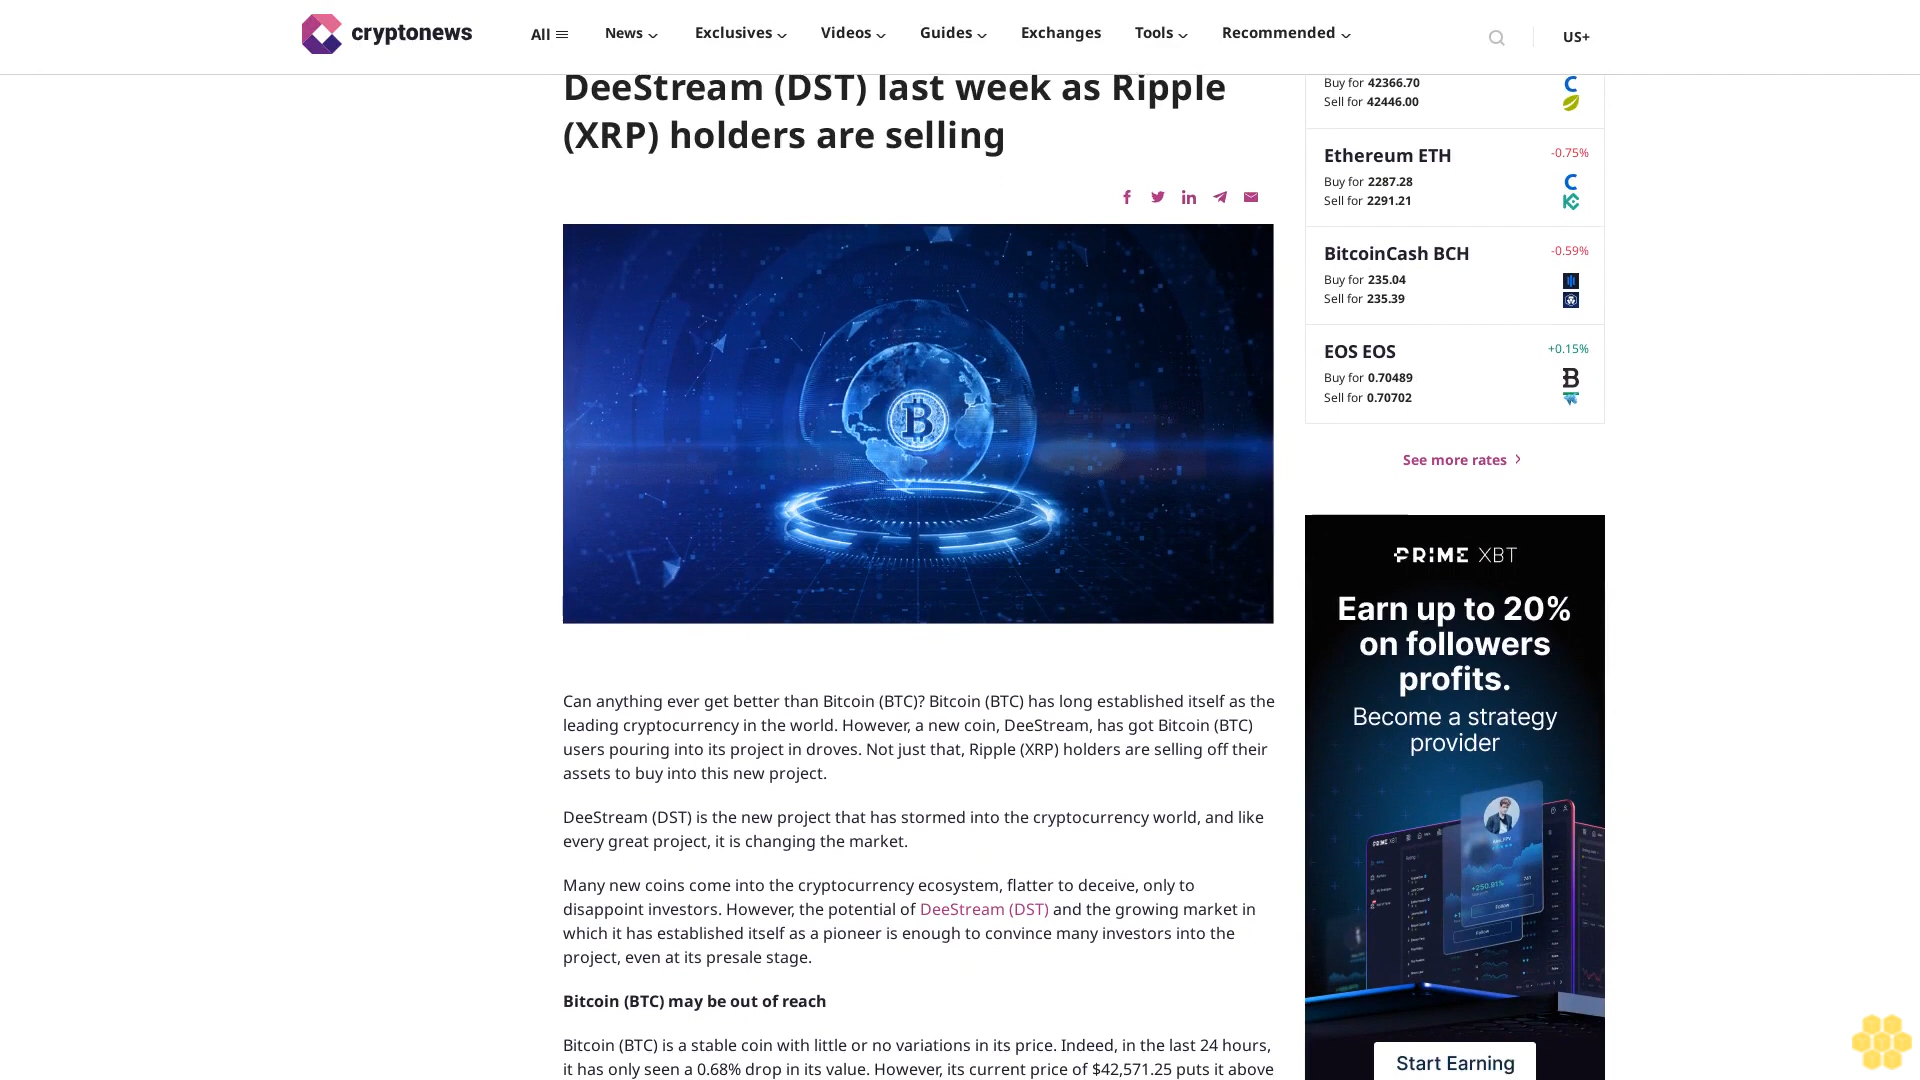 cryptonews
All
News
Exclusives
Videos
Guides
Exchanges
Tools
Recommended
US+
DeeStream (DST) last week as Ripple
(XRP) holders are selling
Can anything ever get better than Bitcoin (BTC)? Bitcoin (BTC) has long established itself as the
leading cryptocurrency in the world. However, a new coin, DeeStream, has got Bitcoin (BTC)
users pouring into its project in droves. Not just that, Ripple (XRP) holders are selling off their
assets to buy into this new project.
DeeStream (DST) is the new project that has stormed into the cryptocurrency world, and like
every great project, it is changing the market.
Many new coins come into the cryptocurrency ecosystem, flatter to deceive, only to
disappoint investors. However, the potential of DeeStream (DST) and the growing market in
which it has established itself as a pioneer is enough to convince many investors into the
project, even at its presale stage.
Bitcoin (BTC) may be out of reach
Bitcoin (BTC) is a stable coin with little or no variations in its price. Indeed, in the last 24 hours,
it has only seen a 0.68% drop in its value. However, its current price of $42,571.25 puts it above
Buy for 42366.70
Sell for 42446.00
Ethereum ETH
-0.75%
Buy for 2287.28
Sell for 2291.21
BitcoinCash BCH
-0.59%
Buy for 235.04
Sell for 235.39
EOS EOS
+0.15%
Buy for 0.70489
Sell for 0.70702
See more rates
PRIME XBT
Earn up to 20%
on followers
profits.
Become a strategy
provider
PRIME XBT
+250.91%
Follow
Follow
Start Earning